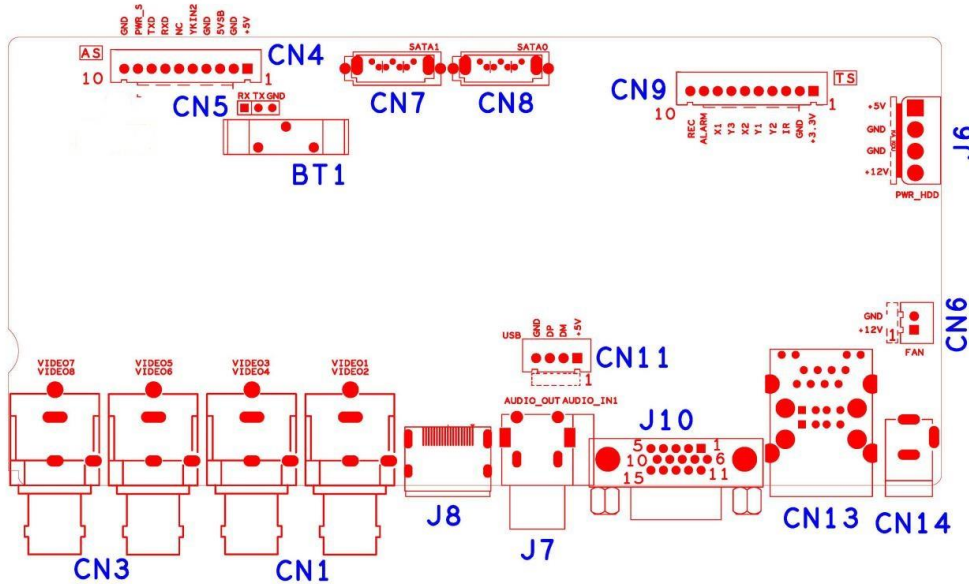 GND PWR_S TXD RXD NC YKIN2 GND 5VSB GND +5V
AS
10
1
CN4
CN5
RX TX GND
BT1
SATA1
CN7
SATA0
CN8
CN9
TS
10
1
REC ALARM X1 Y3 X2 Y1 Y2 IR GND +3.3V
+5V
GND
GND
+12V
PWR_HDD
J6
GND
+12V
1
FAN
CN6
USB
GND DP DM +5V
1
CN11
VIDEO7
VIDEO8
VIDEO5
VIDEO6
VIDEO3
VIDEO4
VIDEO1
VIDEO2
AUDIO_OUT AUDIO_IN1
J10
5
1
10
6
15
11
CN3
CN1
J8
J7
CN13
CN14